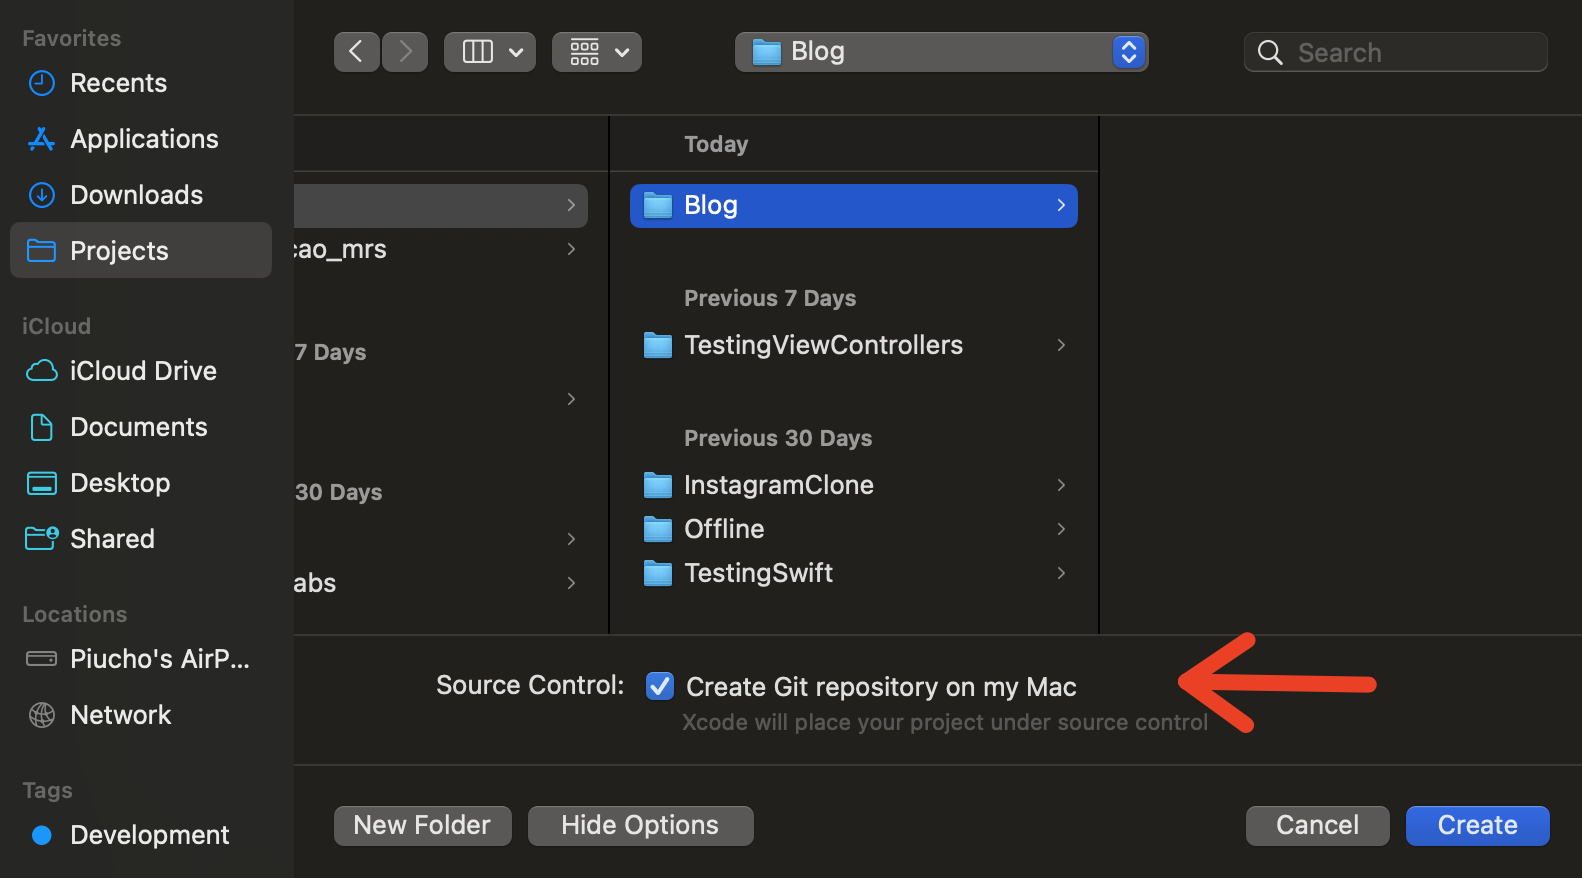 Favorites
Recents
Applications
Downloads
Projects
iCloud
iCloud Drive
Documents
Desktop
Shared
Locations
Piucho's AirP...
Network
Tags
Development
Blog
Search
cao_mrs
7 Days
30 Days
abs
Today
Blog
Previous 7 Days
TestingViewControllers
Previous 30 Days
InstagramClone
Offline
TestingSwift
Source Control: Create Git repository on my Mac
Xcode will place your project under source control
New Folder Hide Options Cancel Create